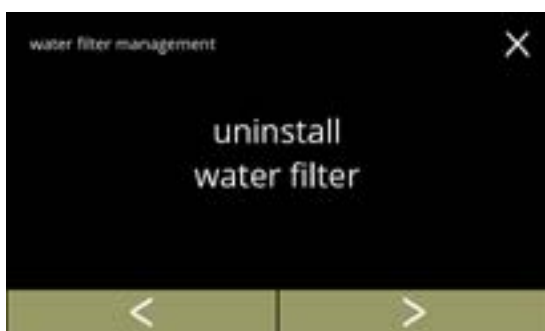 water filter management
uninstall
water filter
< >